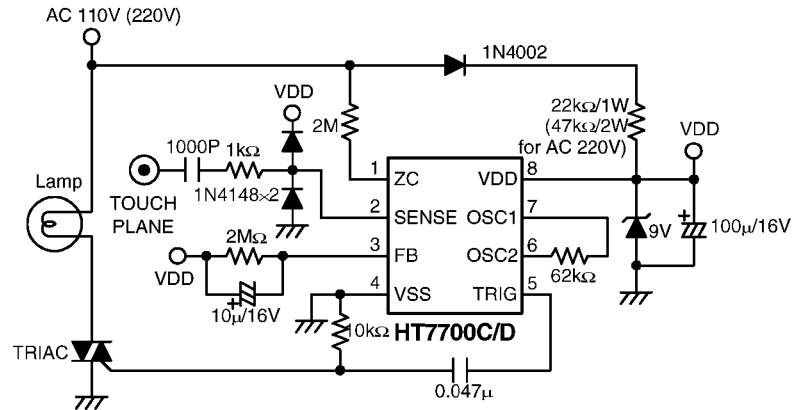 AC 110V (220V)
1N4002
VDD
22kΩ/1W
(47kΩ/2W
for AC 220V)
VDD
2M
1000P
1kΩ
TOUCH
PLANE
1N4148×2
Lamp
1
ZC
VDD
8
2
SENSE
OSC1
7
3
FB
OSC2
6
4
VSS
TRIG
5
HT7700C/D
9V
+
100μ/16V
62kΩ
2MΩ
VDD
+
10μ/16V
10kΩ
TRIAC
0.047μ